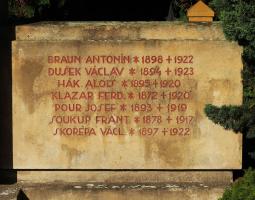 BRAUN ANTONÍN * 1898 + 1922
DUŠEK VÁCLAV * 1894 + 1923
HÁK ALOIS * 1895 + 1920
KLAZAR FERD. * 1872 + 1920
POUR JOSEF * 1893 + 1919
SOUKUP FRANT. * 1878 + 1917
SKOŘEPA VÁCL. * 1897 + 1922